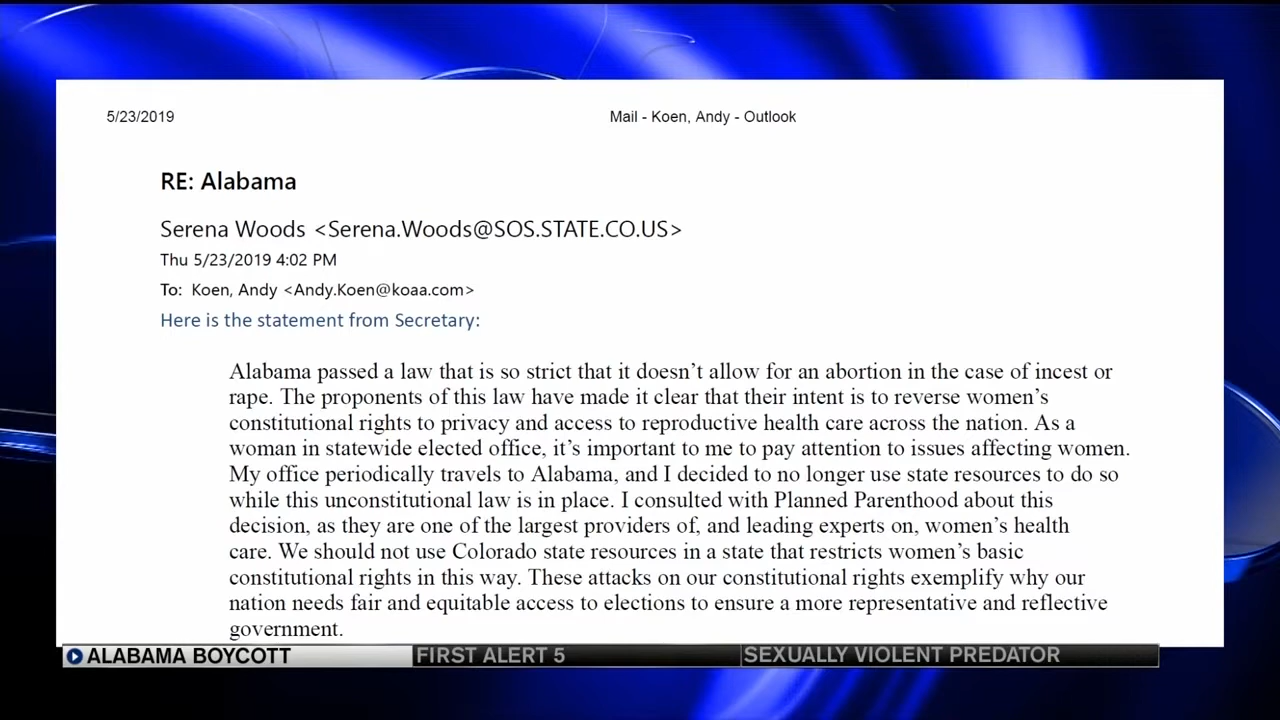 5/23/2019
Mail - Koen, Andy - Outlook
RE: Alabama
Serena Woods <Serena.Woods@SOS.STATE.CO.US>
Thu 5/23/2019 4:02 PM
To: Koen, Andy <Andy.Koen@koaa.com>
Here is the statement from Secretary:
Alabama passed a law that is so strict that it doesn’t allow for an abortion in the case of incest or
rape. The proponents of this law have made it clear that their intent is to reverse women’s
constitutional rights to privacy and access to reproductive health care across the nation. As a
woman in statewide elected office, it’s important to me to pay attention to issues affecting women.
My office periodically travels to Alabama, and I decided to no longer use state resources to do so
while this unconstitutional law is in place. I consulted with Planned Parenthood about this
decision, as they are one of the largest providers of, and leading experts on, women’s health
care. We should not use Colorado state resources in a state that restricts women’s basic
constitutional rights in this way. These attacks on our constitutional rights exemplify why our
nation needs fair and equitable access to elections to ensure a more representative and reflective
government.
ALABAMA BOYCOTT
FIRST ALERT 5
SEXUALLY VIOLENT PREDATOR